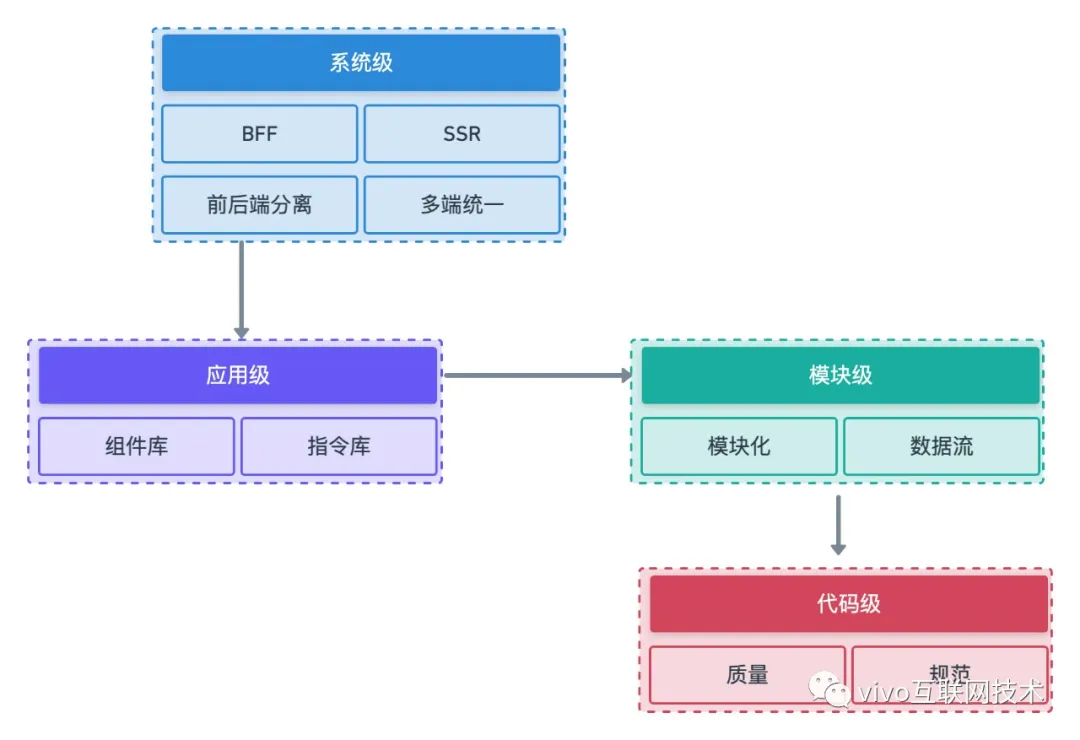 系统级
BFF
SSR
前后端分离
多端统一
应用级
组件库
指令库
模块级
模块化
数据流
代码级
质量
规范
vivo互联网技术